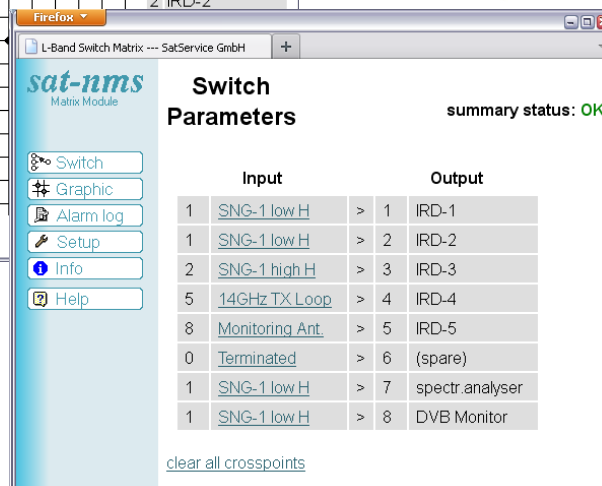 2 IRD-2
Firefox
L-Band Switch Matrix --- SatService GmbH
sat-nms
Matrix Module
Switch
Graphic
Alarm log
Setup
Info
Help
Switch
Parameters
summary status: OK
Input Output
1 SNG-1 low H > 1 IRD-1
1 SNG-1 low H > 2 IRD-2
2 SNG-1 high H > 3 IRD-3
5 14GHz TX Loop > 4 IRD-4
8 Monitoring Ant. > 5 IRD-5
0 Terminated > 6 (spare)
1 SNG-1 low H > 7 spectr.analyser
1 SNG-1 low H > 8 DVB Monitor
clear all crosspoints